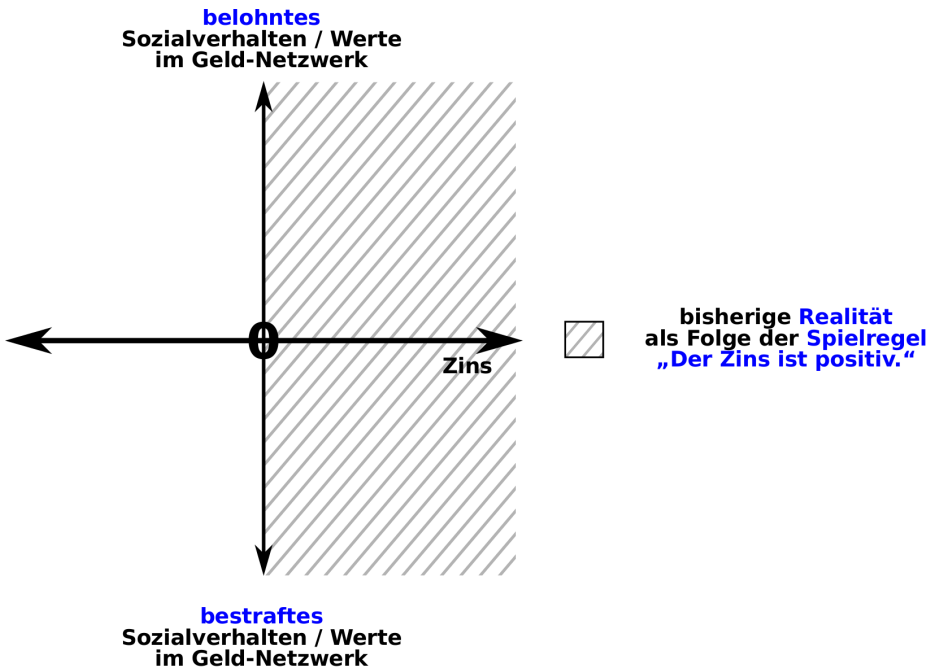 belohntes
Sozialverhalten / Werte
im Geld-Netzwerk
0
Zins
bisherige Realität
als Folge der Spielregel
„Der Zins ist positiv.“
bestraftes
Sozialverhalten / Werte
im Geld-Netzwerk